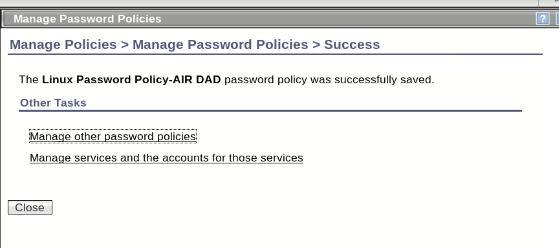 Manage Password Policies
?
Manage Policies > Manage Password Policies > Success
The Linux Password Policy-AIR DAD password policy was successfully saved.
Other Tasks
Manage other password policies
Manage services and the accounts for those services
Close